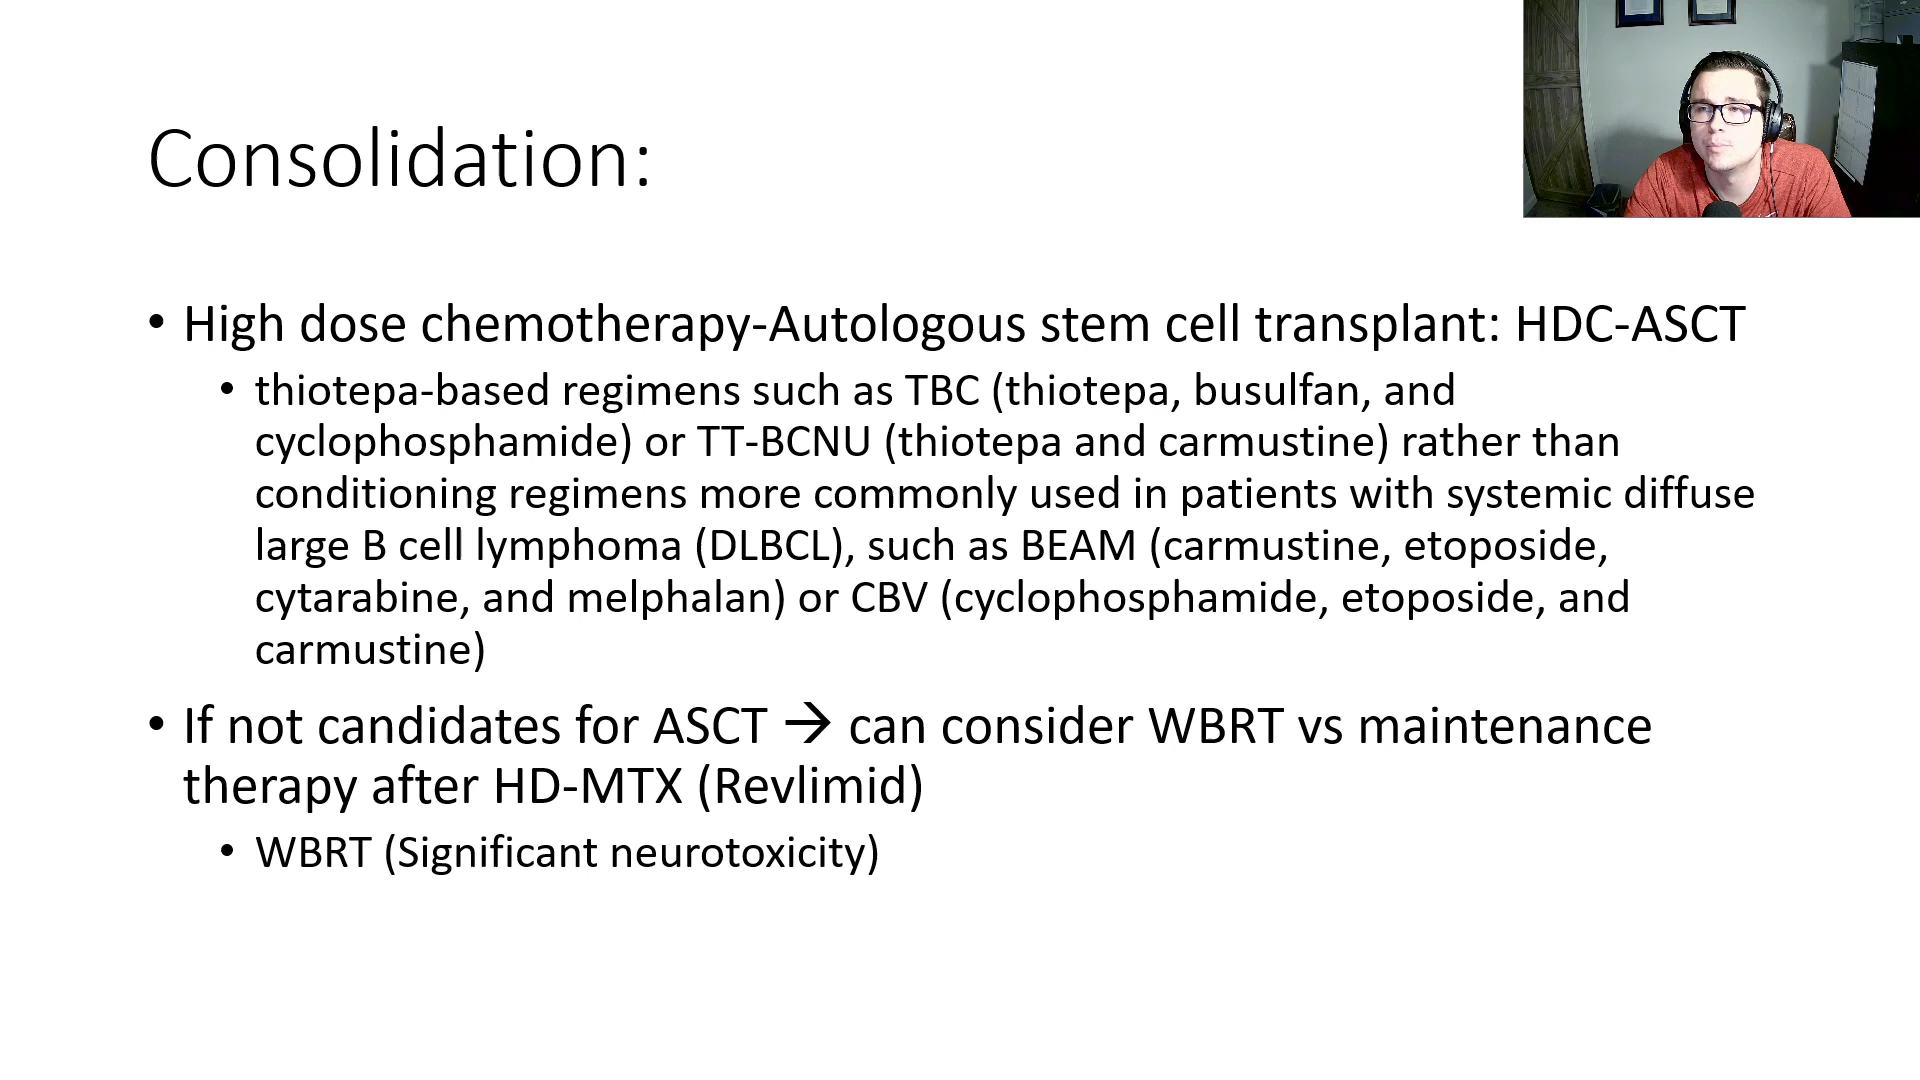 Consolidation:
• High dose chemotherapy-Autologous stem cell transplant: HDC-ASCT
• thiotepa-based regimens such as TBC (thiotepa, busulfan, and
cyclophosphamide) or TT-BCNU (thiotepa and carmustine) rather than
conditioning regimens more commonly used in patients with systemic diffuse
large B cell lymphoma (DLBCL), such as BEAM (carmustine, etoposide,
cytarabine, and melphalan) or CBV (cyclophosphamide, etoposide, and
carmustine)
• If not candidates for ASCT → can consider WBRT vs maintenance
therapy after HD-MTX (Revlimid)
• WBRT (Significant neurotoxicity)